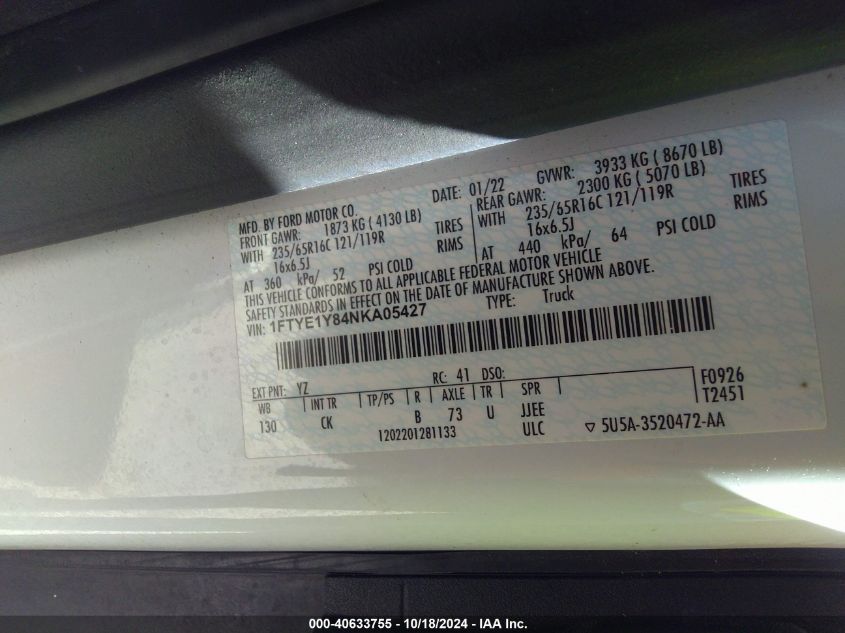 MFD. BY FORD MOTOR CO.
DATE: 01/22 GVWR: 3933 KG ( 8670 LB)
FRONT GAWR: 1873 KG ( 4130 LB)
REAR GAWR: 2300 KG ( 5070 LB)
WITH 235/65R16C 121/119R TIRES
WITH 235/65R16C 121/119R TIRES
16x6.5J RIMS
16x6.5J RIMS
AT 360 kPa/ 52 PSI COLD
AT 440 kPa/ 64 PSI COLD
THIS VEHICLE CONFORMS TO ALL APPLICABLE FEDERAL MOTOR VEHICLE
SAFETY STANDARDS IN EFFECT ON THE DATE OF MANUFACTURE SHOWN ABOVE.
VIN: 1FTYE1Y84NKA05427 TYPE: Truck
EXT PNT: YZ RC: 41 DSO:
WB INT TR TP/PS R AXLE TR SPR
130 CK B 73 U JJEE
1202201281133 ULC
F0926
T2451
▽ 5U5A-3520472-AA
000-40633755 - 10/18/2024 - IAA Inc.